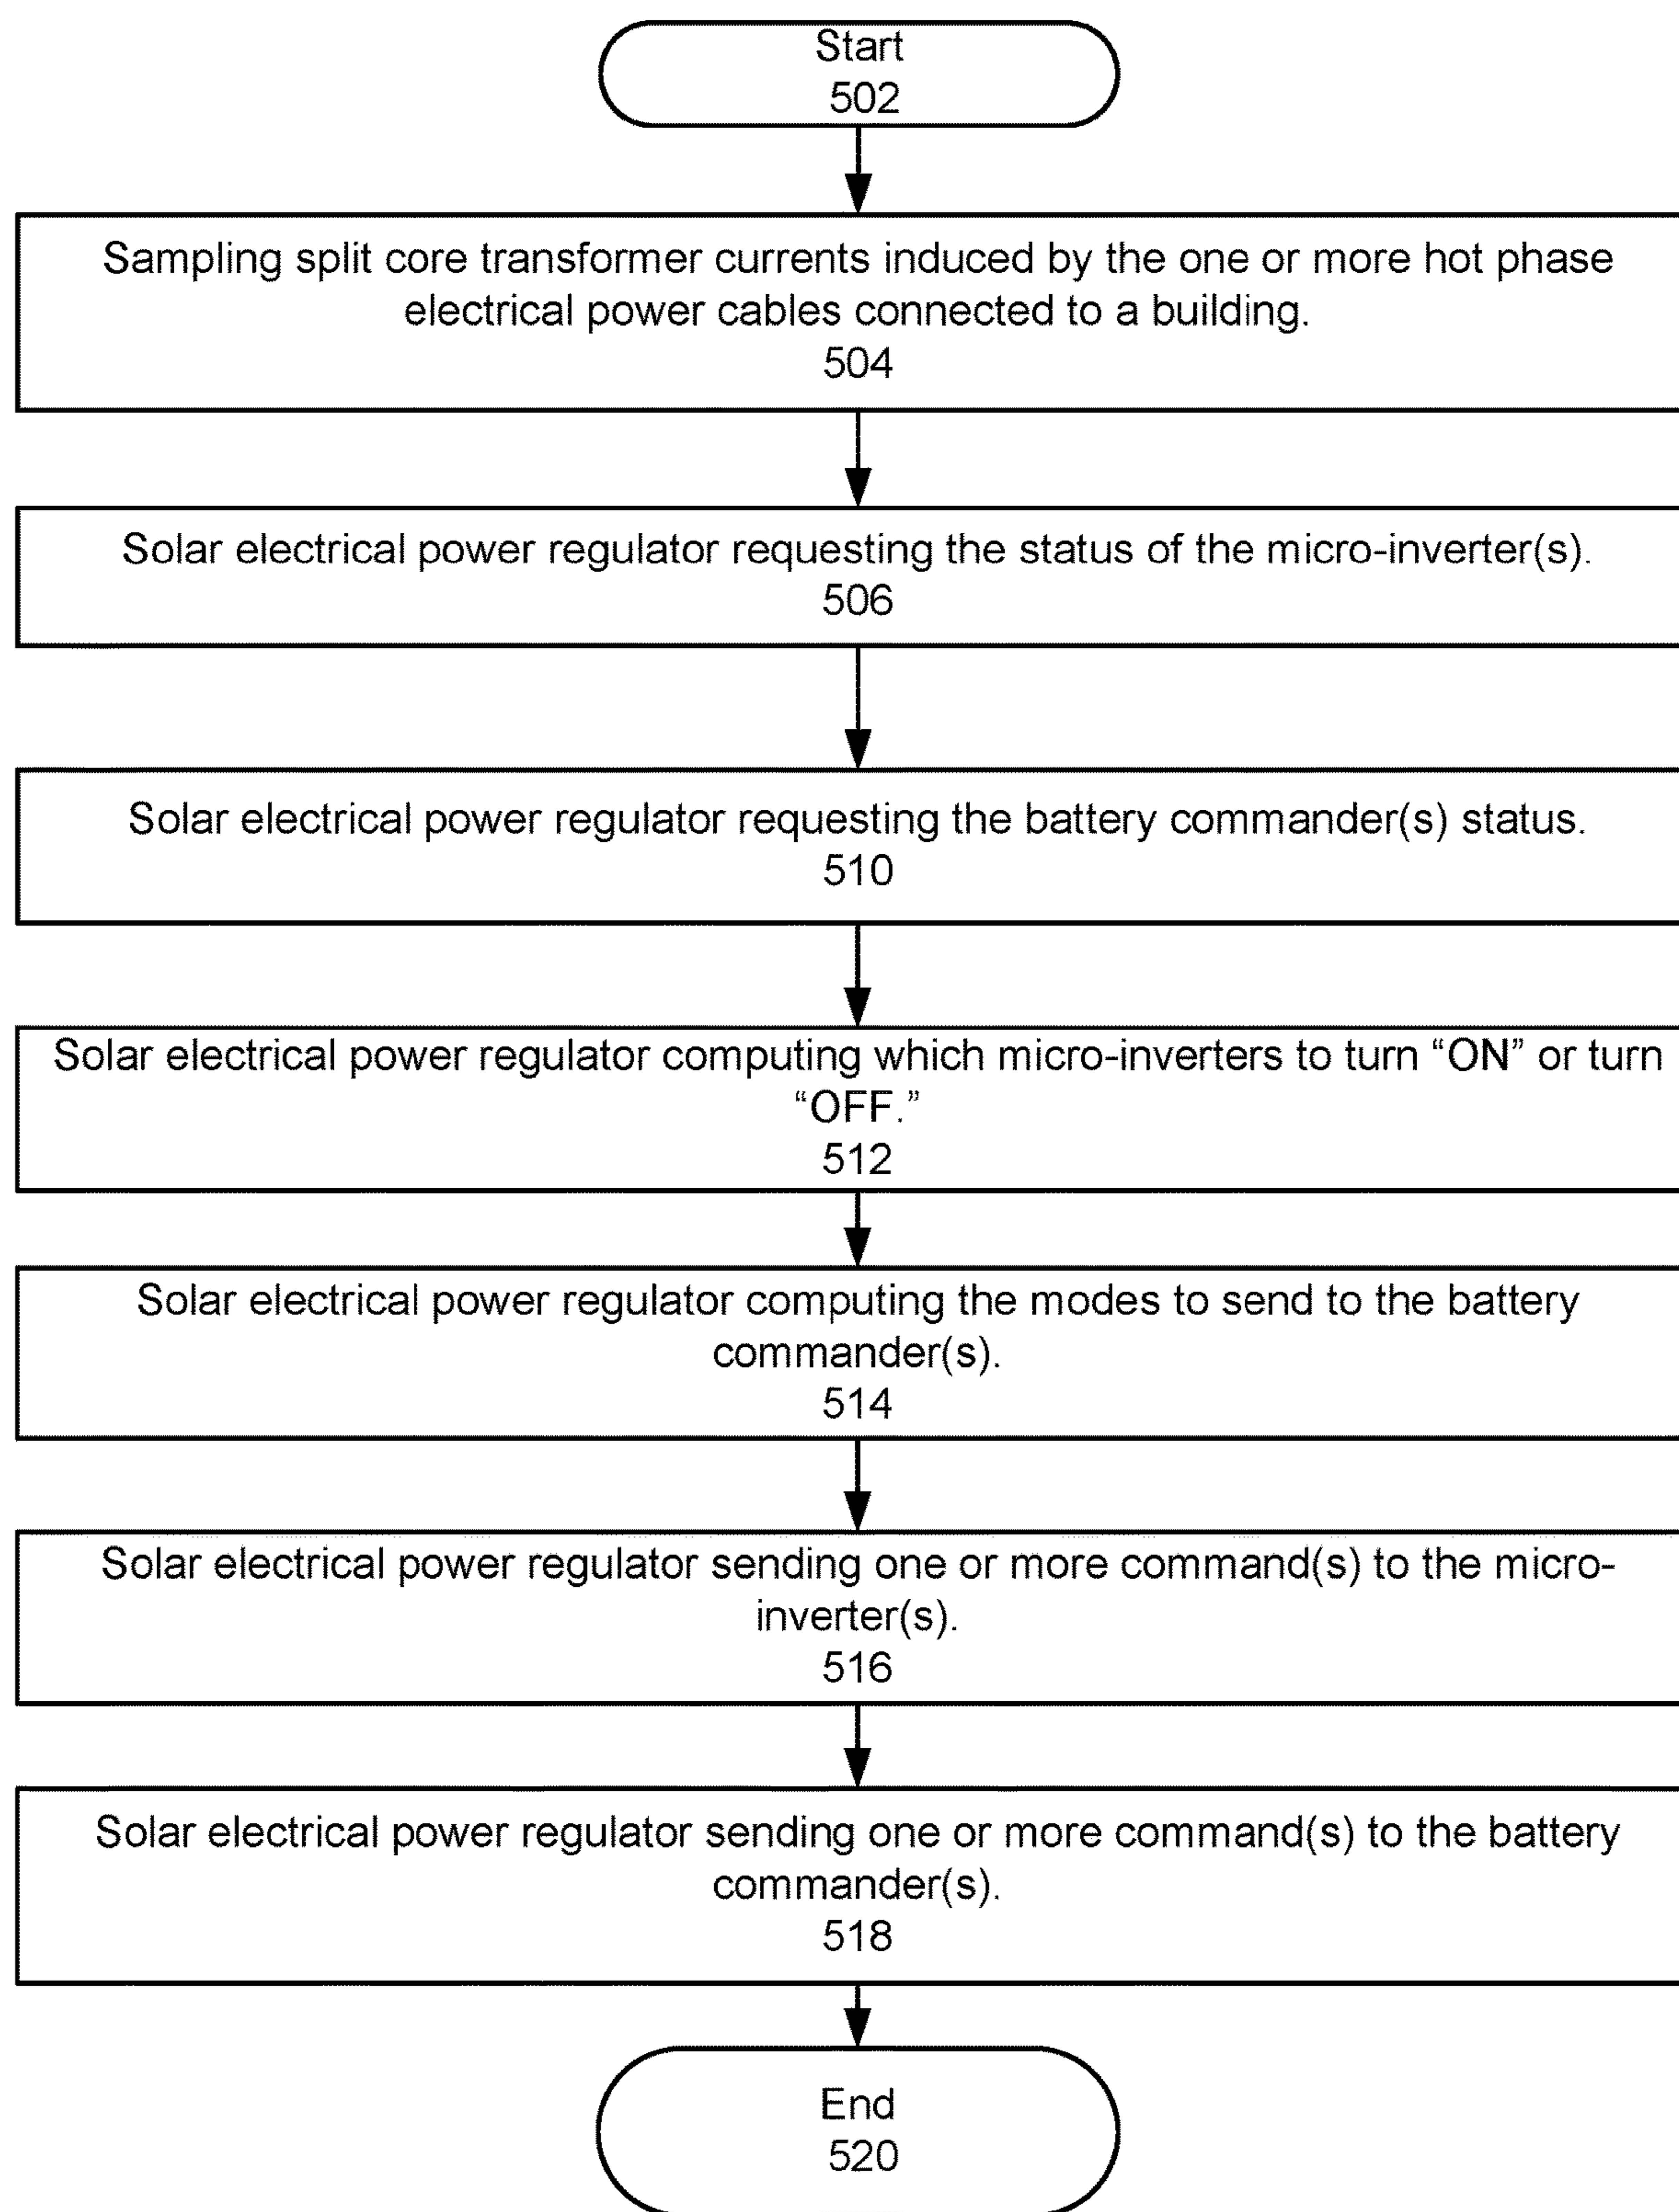 Start
502
Sampling split core transformer currents induced by the one or more hot phase
electrical power cables connected to a building.
504
Solar electrical power regulator requesting the status of the micro-inverter(s).
506
Solar electrical power regulator requesting the battery commander(s) status.
510
Solar electrical power regulator computing which micro-inverters to turn “ON” or turn
“OFF.”
512
Solar electrical power regulator computing the modes to send to the battery
commander(s).
514
Solar electrical power regulator sending one or more command(s) to the micro-
inverter(s).
516
Solar electrical power regulator sending one or more command(s) to the battery
commander(s).
518
End
520